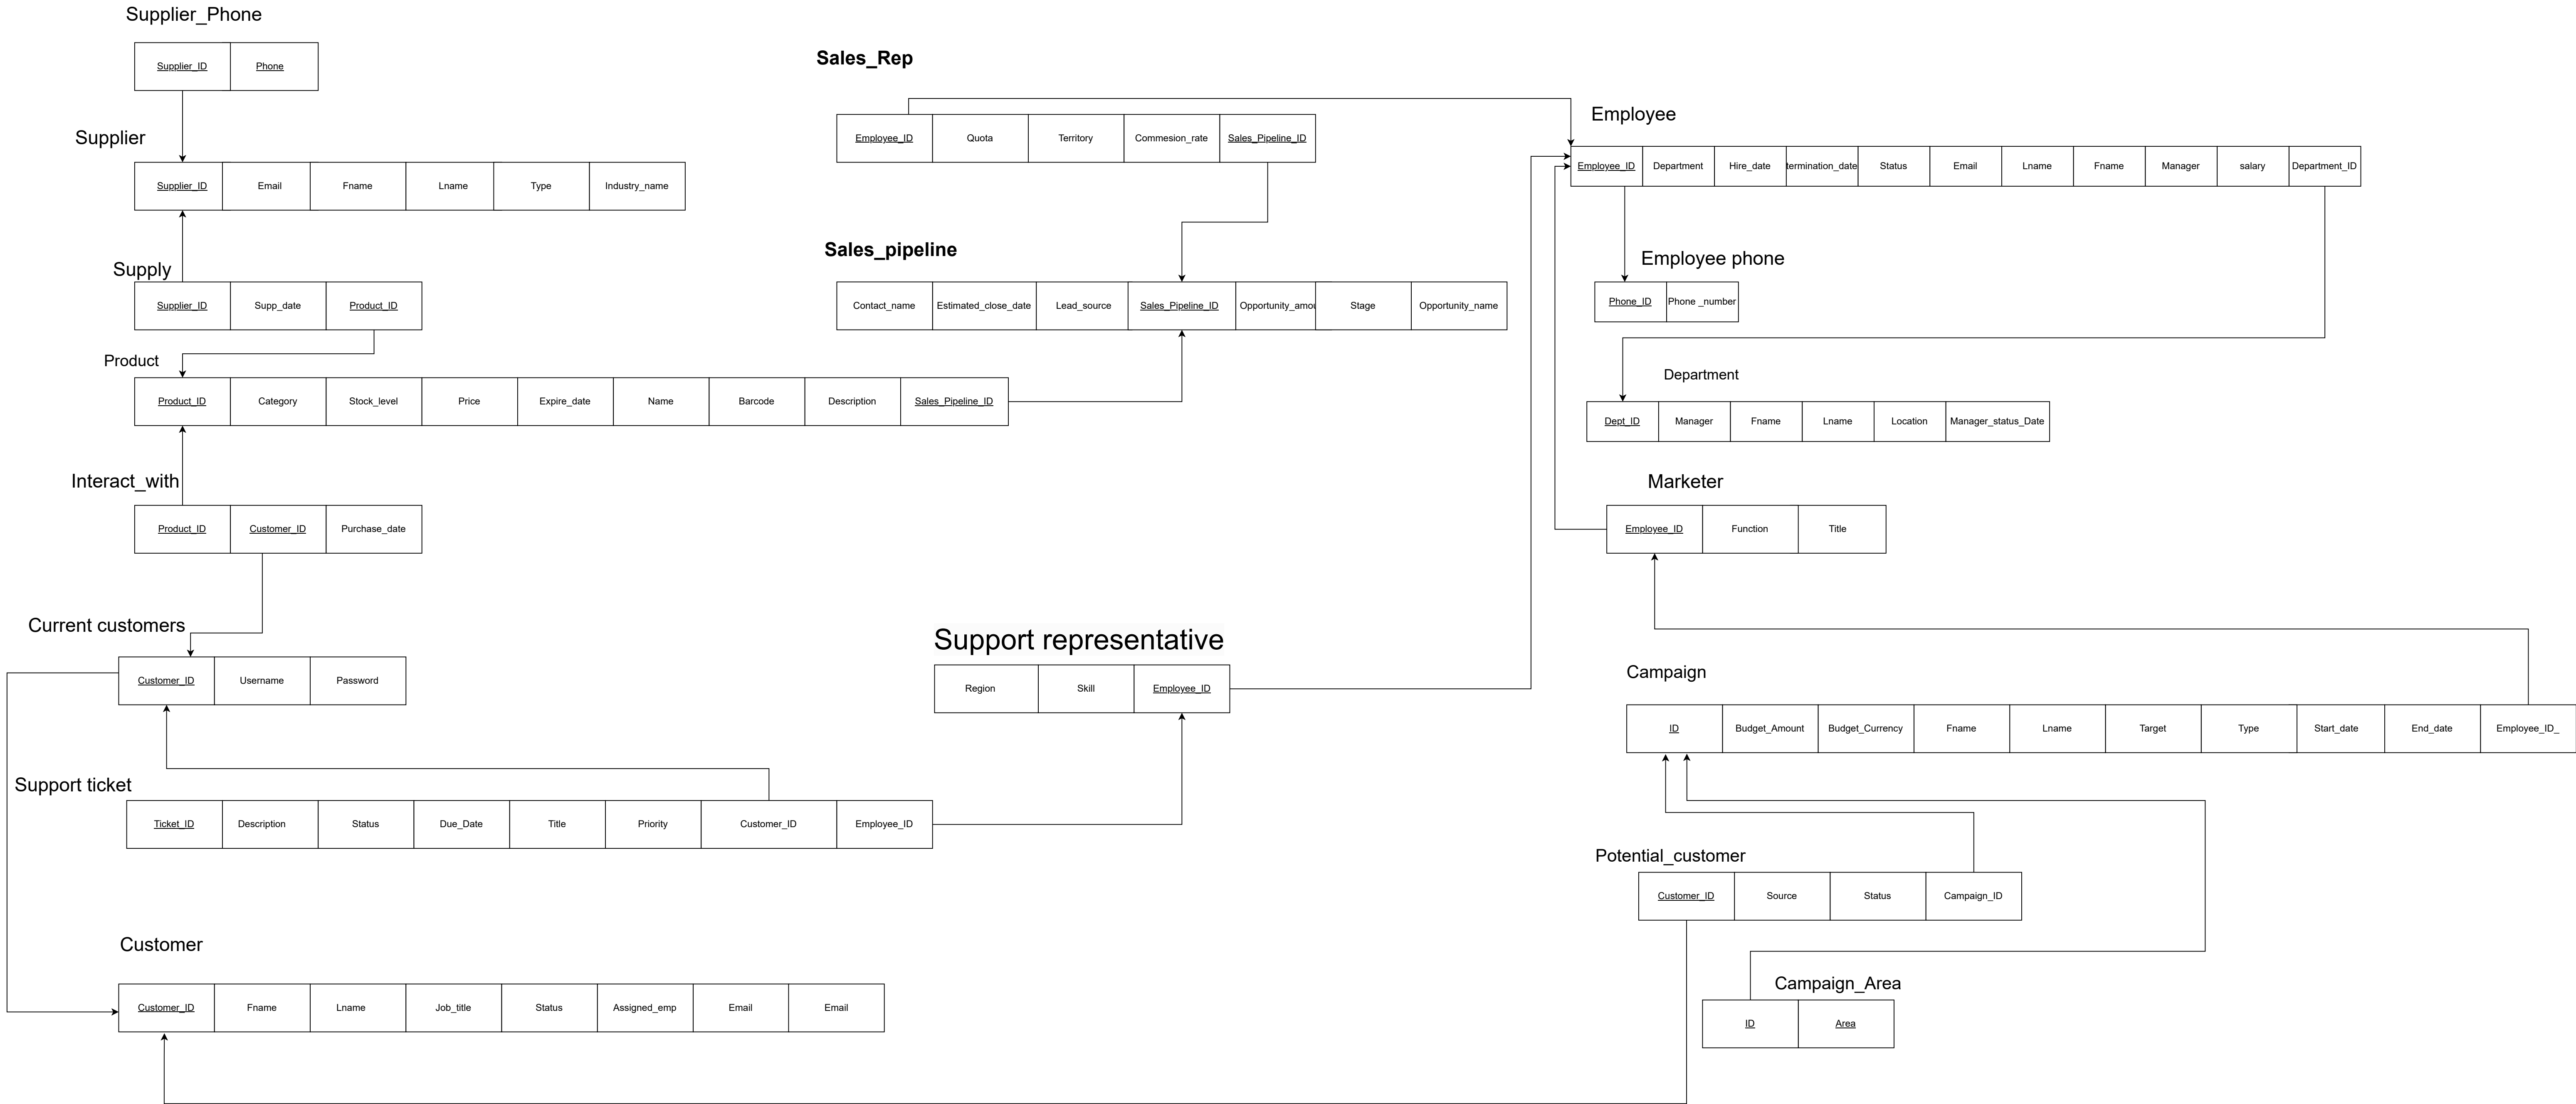 Supplier_Phone
Supplier_ID Phone
Supplier
Supplier_ID Email Fname Lname Type Industry_name
Supply
Supplier_ID Supp_date Product_ID
Product
Product_ID Category Stock_level Price Expire_date Name Barcode Description Sales_Pipeline_ID
Interact_with
Product_ID Customer_ID Purchase_date
Current customers
Customer_ID Username Password
Support ticket
Ticket_ID Description Status Due_Date Title Priority Customer_ID Employee_ID
Customer
Customer_ID Fname Lname Job_title Status Assigned_emp Email Email
Sales_Rep
Employee_ID Quota Territory Commesion_rate Sales_Pipeline_ID
Sales_pipeline
Contact_name Estimated_close_date Lead_source Sales_Pipeline_ID Opportunity_amou Stage Opportunity_name
Support representative
Region Skill Employee_ID
Employee
Employee_ID Department Hire_date termination_date Status Email Lname Fname Manager salary Department_ID
Employee phone
Phone_ID Phone _number
Department
Dept_ID Manager Fname Lname Location Manager_status_Date
Marketer
Employee_ID Function Title
Campaign
ID Budget_Amount Budget_Currency Fname Lname Target Type Start_date End_date Employee_ID_
Potential_customer
Customer_ID Source Status Campaign_ID
Campaign_Area
ID Area